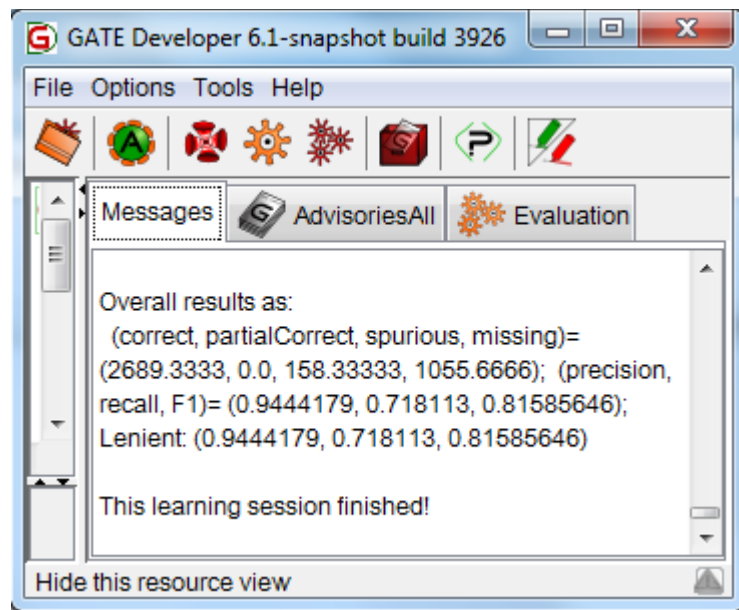 GATE Developer 6.1-snapshot build 3926
File Options Tools Help
Messages AdvisoriesAll Evaluation
Overall results as:
(correct, partialCorrect, spurious, missing)=
(2689.3333, 0.0, 158.33333, 1055.6666); (precision,
recall, F1)= (0.9444179, 0.718113, 0.81585646);
Lenient: (0.9444179, 0.718113, 0.81585646)
This learning session finished!
Hide this resource view